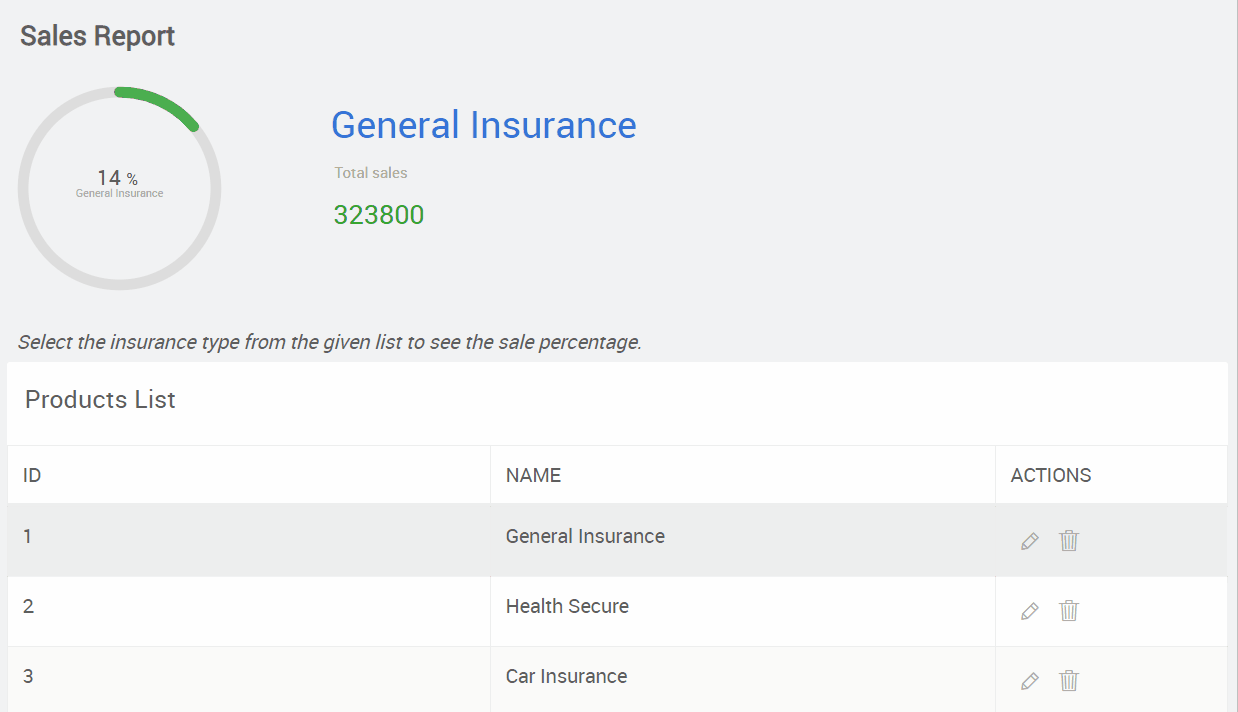 Sales Report
14 %
General Insurance
General Insurance
Total sales
323800
Select the insurance type from the given list to see the sale percentage.
Products List
ID NAME ACTIONS
1 General Insurance
2 Health Secure
3 Car Insurance